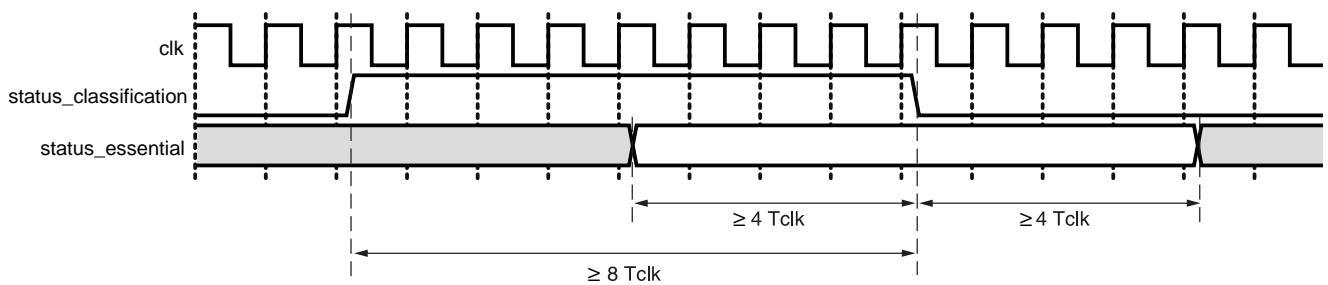 clk
status_classification
status_essential
≥ 4 Tclk
≥ 4 Tclk
≥ 8 Tclk